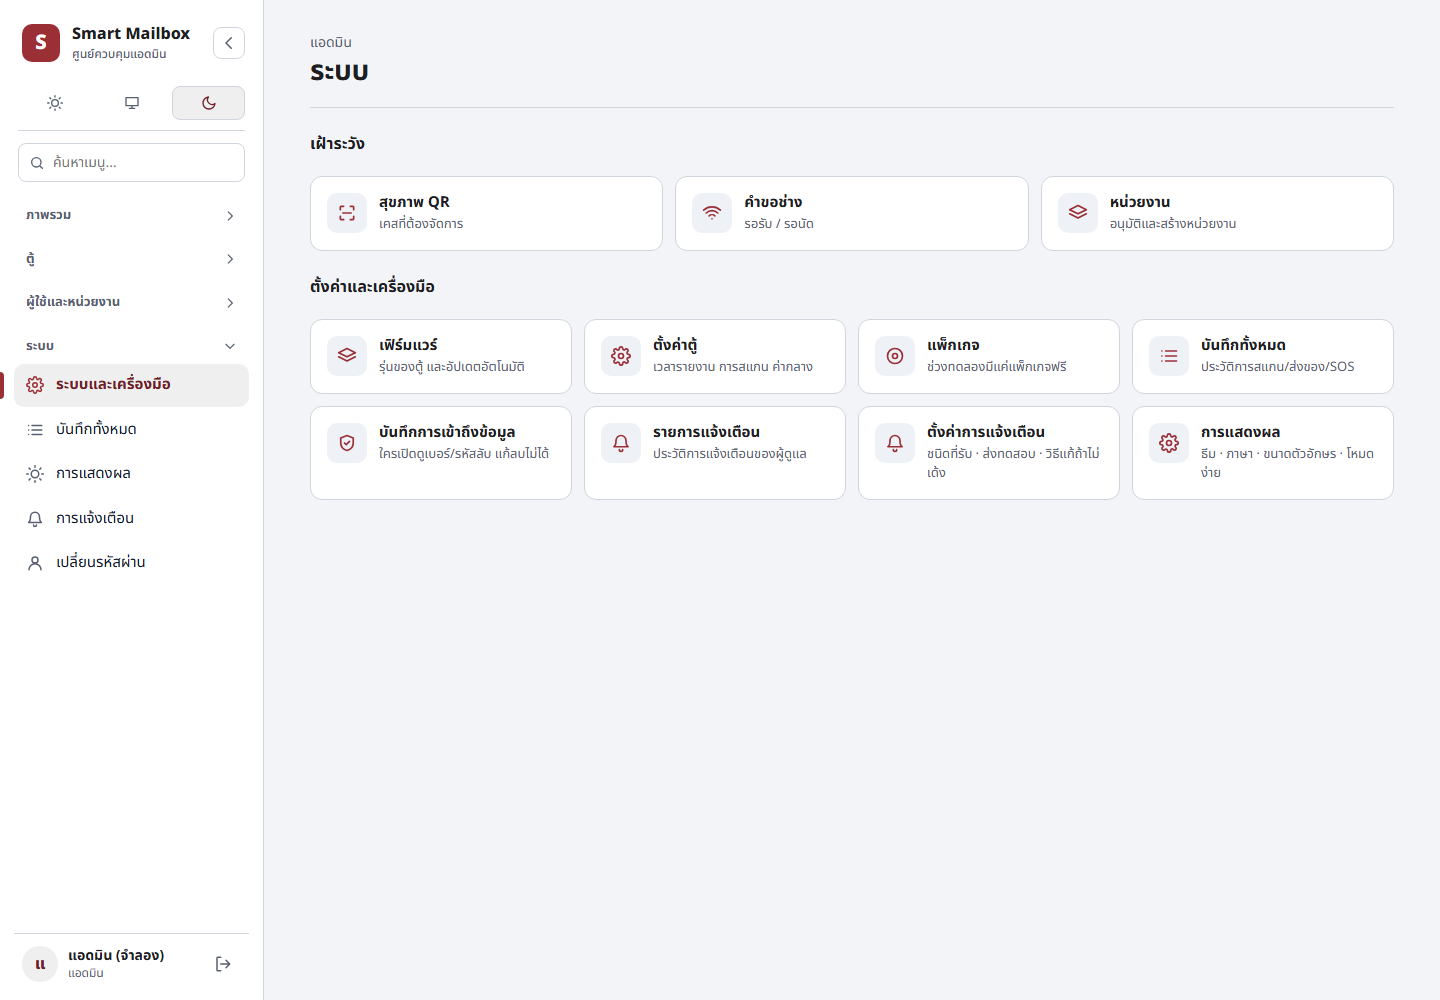 S
Smart Mailbox
ศูนย์ควบคุมแอดมิน
ค้นหาเมนู...
ภาพรวม
ตู้
ผู้ใช้และหน่วยงาน
ระบบ
ระบบและเครื่องมือ
บันทึกทั้งหมด
การแสดงผล
การแจ้งเตือน
เปลี่ยนรหัสผ่าน
แ
แอดมิน (จำลอง)
แอดมิน
แอดมิน
ระบบ
เฝ้าระวัง
สุขภาพ QR
เคสที่ต้องจัดการ
คำขอช่าง
รอรับ / รอนัด
หน่วยงาน
อนุมัติและสร้างหน่วยงาน
ตั้งค่าและเครื่องมือ
เฟิร์มแวร์
รุ่นของตู้ และอัปเดตอัตโนมัติ
ตั้งค่าตู้
เวลารายงาน การสแกน ค่ากลาง
แพ็กเกจ
ช่วงทดลองมีแค่แพ็กเกจฟรี
บันทึกทั้งหมด
ประวัติการสแกน/ส่งของ/SOS
บันทึกการเข้าถึงข้อมูล
ใครเปิดดูเบอร์/รหัสลับ แก้ลบไม่ได้
รายการแจ้งเตือน
ประวัติการแจ้งเตือนของผู้ดูแล
ตั้งค่าการแจ้งเตือน
ชนิดที่รับ · ส่งทดสอบ · วิธีแก้ถ้าไม่
เด้ง
การแสดงผล
ธีม · ภาษา · ขนาดตัวอักษร · โหมด
ง่าย